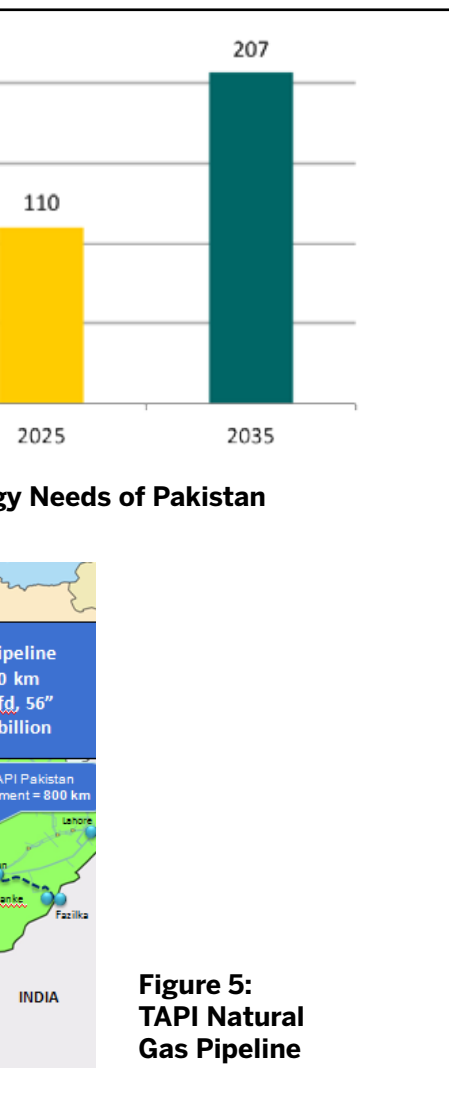 207
110
2025 2035
gy Needs of Pakistan
ipeline
0 km
fd, 56”
billion
API Pakistan
ment = 800 km
Lahore
an
anke
Fazilka
INDIA
Figure 5:
TAPI Natural
Gas Pipeline